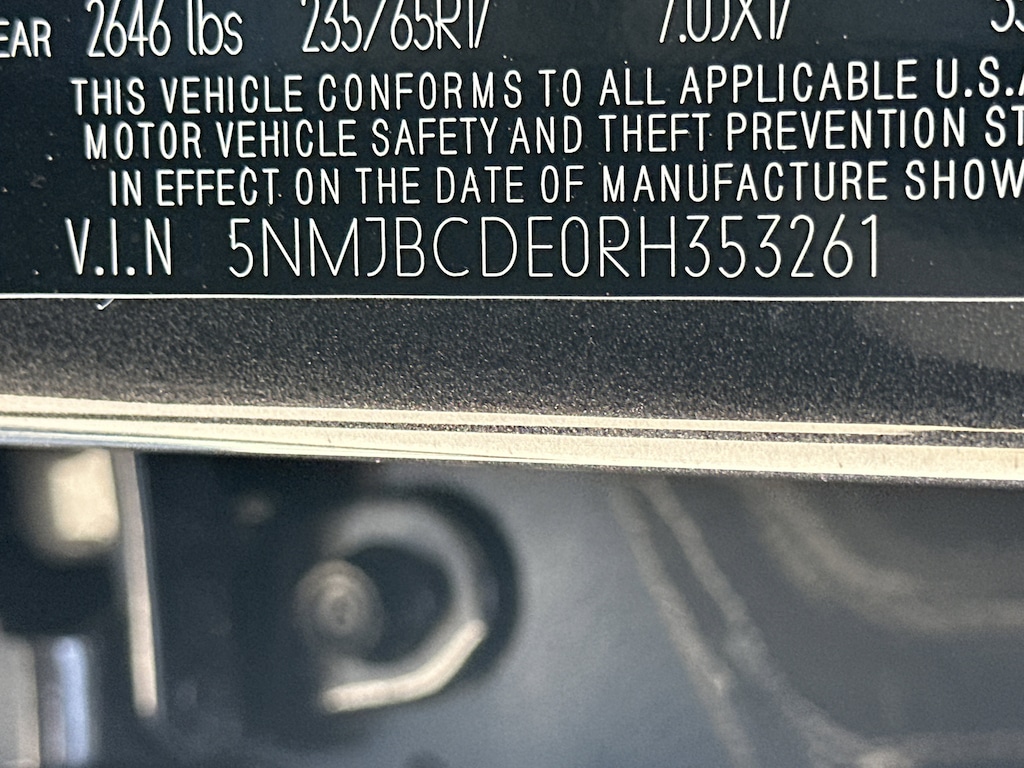 EAR 2646 lbs 235/65R17 7.0JX17
THIS VEHICLE CONFORMS TO ALL APPLICABLE U.S.A
MOTOR VEHICLE SAFETY AND THEFT PREVENTION ST
IN EFFECT ON THE DATE OF MANUFACTURE SHOW
V.I.N 5NMJBCDE0RH353261